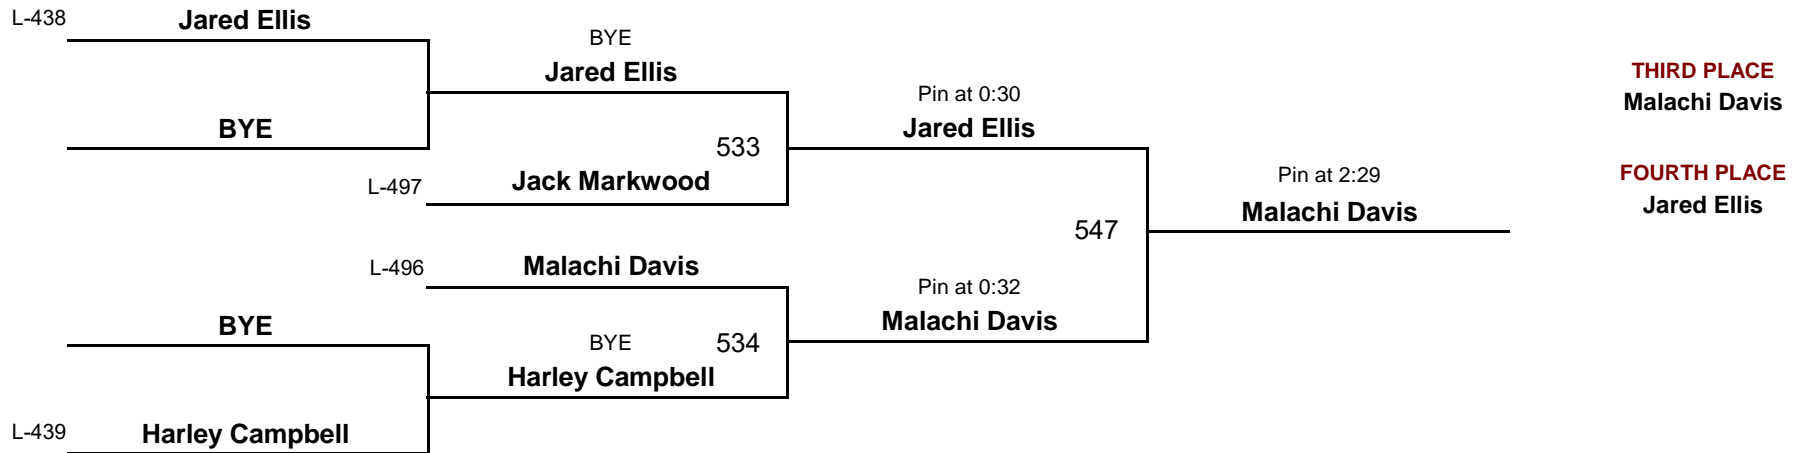 L-438
Jared Ellis
BYE
BYE
Jared Ellis
533
L-497
Jack Markwood
Pin at 0:30
Jared Ellis
L-496
Malachi Davis
BYE
BYE
534
Harley Campbell
L-439
Harley Campbell
Pin at 0:32
Malachi Davis
547
Pin at 2:29
Malachi Davis
THIRD PLACE
Malachi Davis
FOURTH PLACE
Jared Ellis